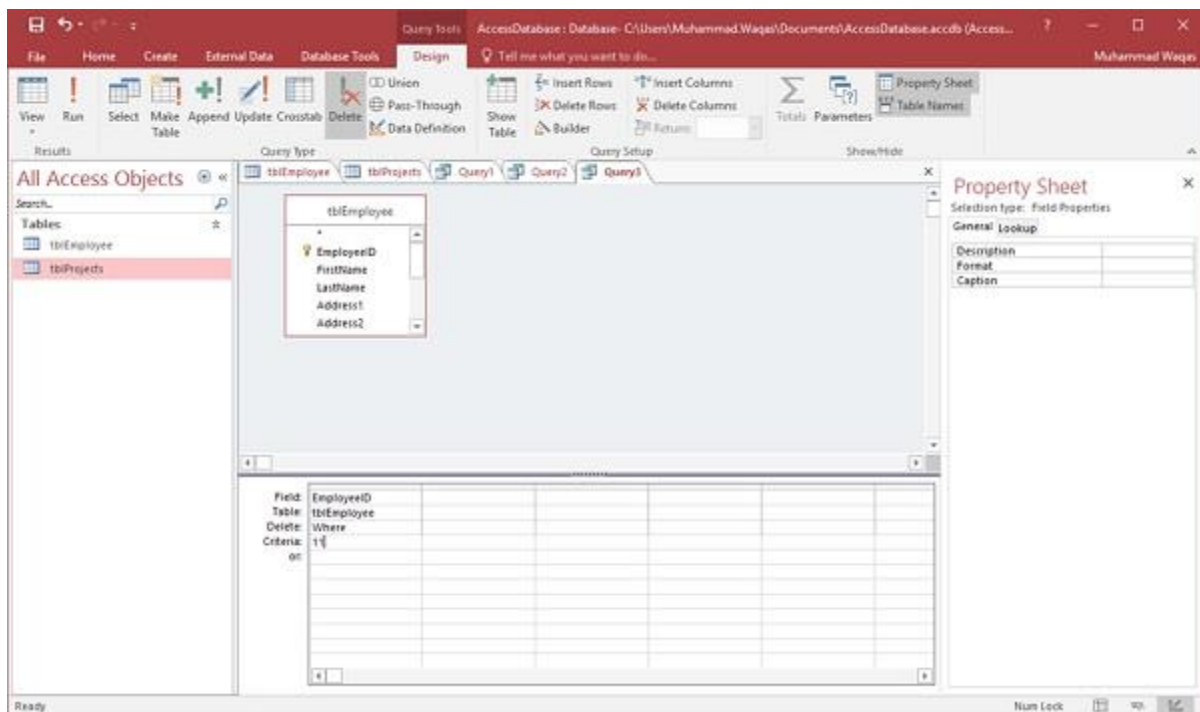 Query Tools
AccessDatabase : Database- C:\Users\Muhammad.Waqas\Documents\AccessDatabase.accdb (Access...
?
File Home Create External Data Database Tools Design Tell me what you want to do... Muhammad Waqas
View Run Select Make Table Append Update Crosstab Delete
Union
Pass-Through
Data Definition
Show Table
Insert Rows
Delete Rows
Builder
Insert Columns
Delete Columns
Return:
Totals Parameters
Property Sheet
Table Names
Results Query Type Query Setup Show/Hide
All Access Objects
Search...
Tables
tblEmployee
tblProjects
tblEmployee tblProjects Query1 Query2 Query3
tblEmployee
*
EmployeeID
FirstName
LastName
Address1
Address2
Field: EmployeeID
Table: tblEmployee
Delete: Where
Criteria: 11
or:
Property Sheet
Selection type: Field Properties
General Lookup
Description
Format
Caption
Ready Num Lock SQL